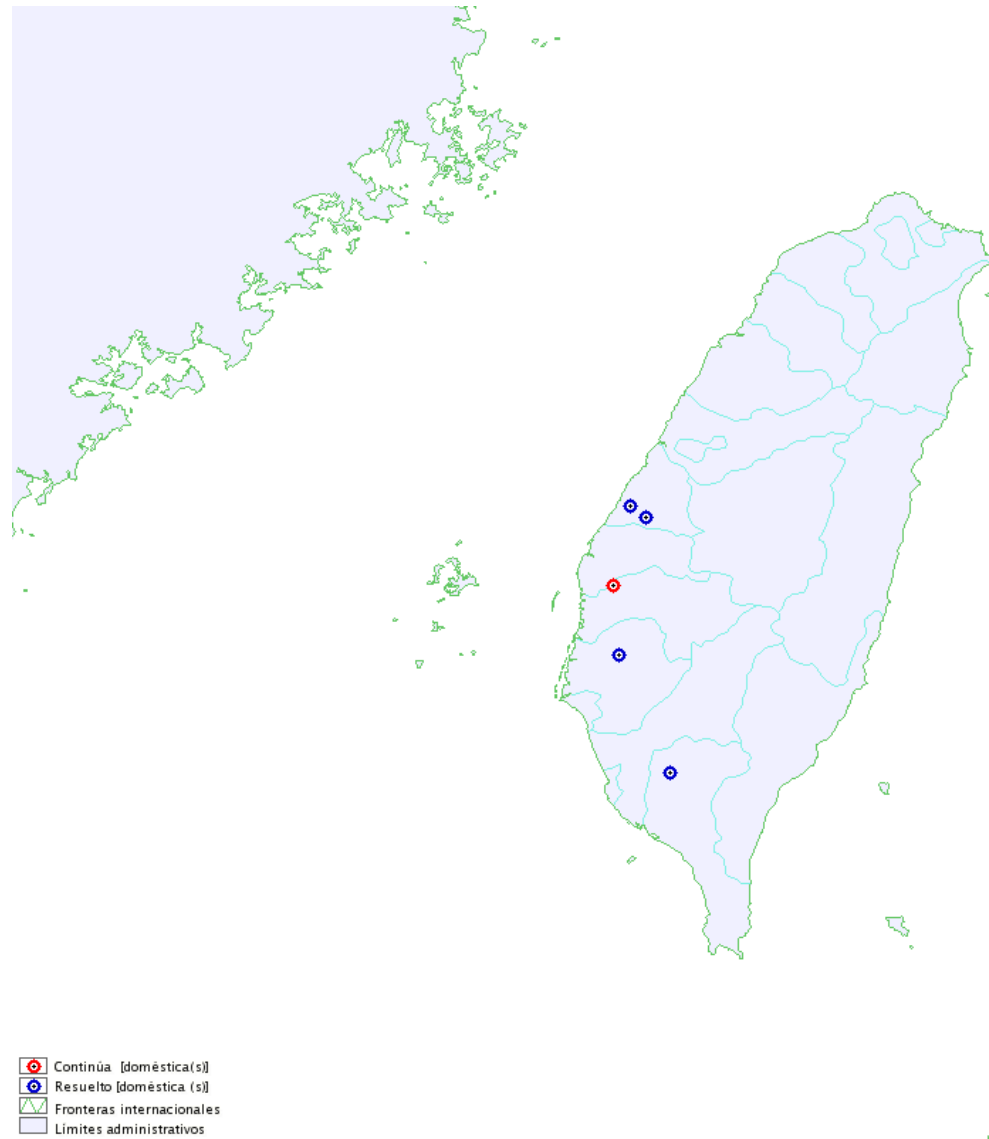 Continúa [doméstica(s)]
Resuelto [doméstica (s)]
Fronteras internacionales
Límites administrativos